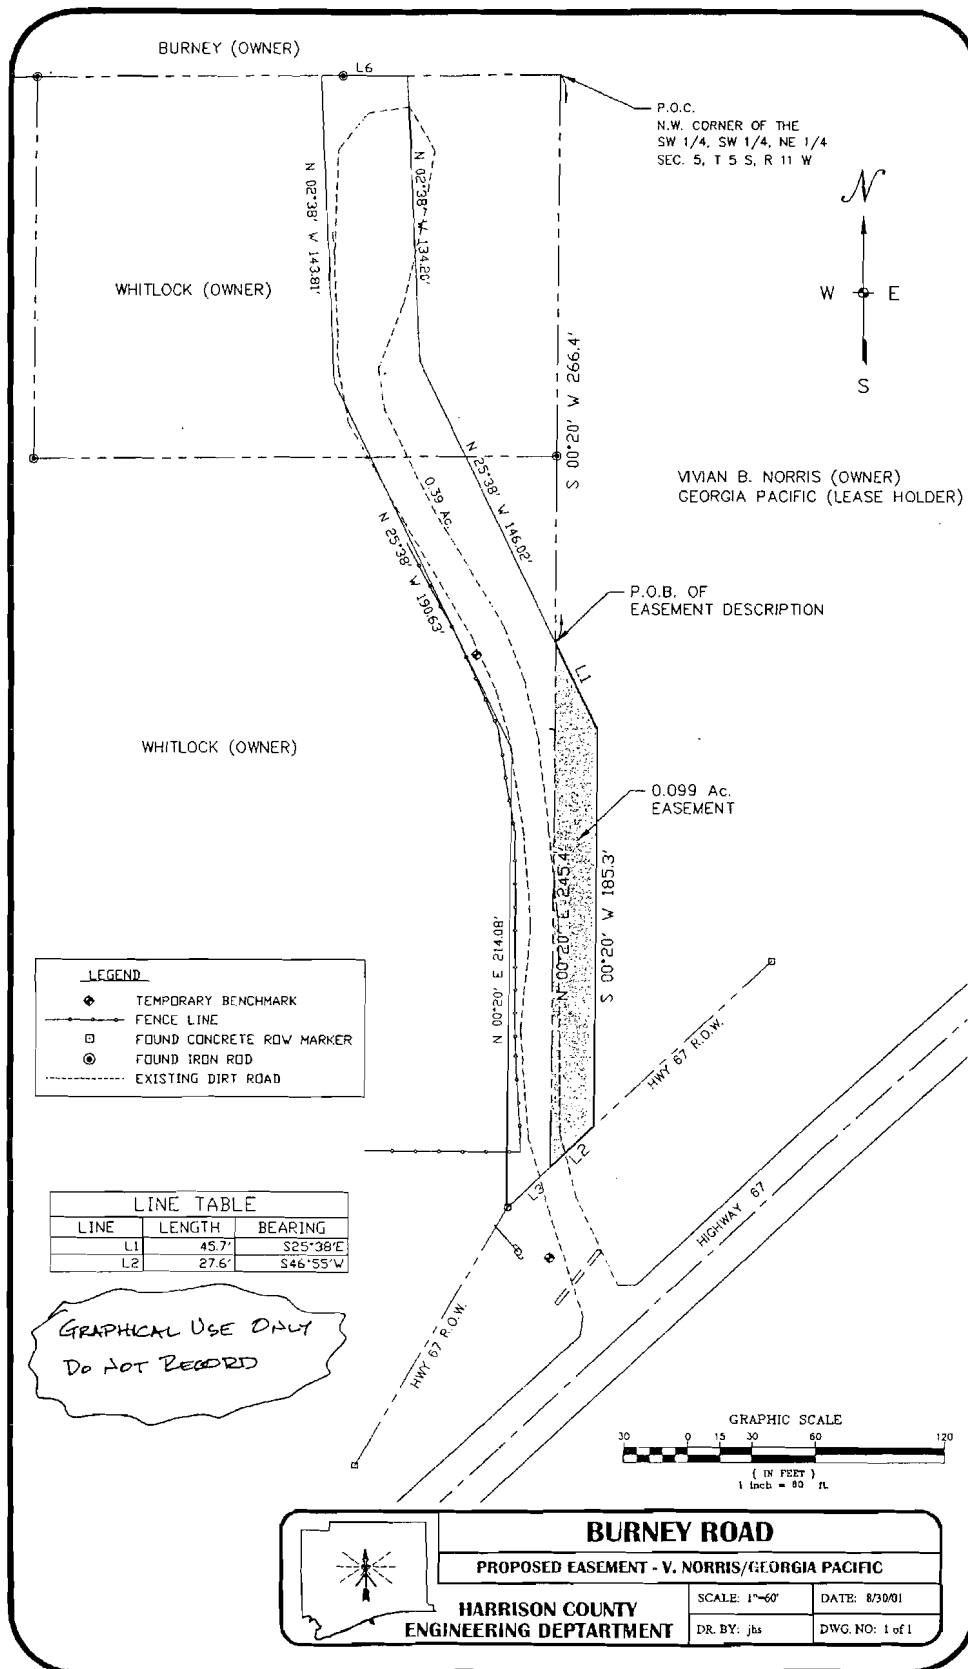 BURNEY (OWNER)
L6
P.O.C.
N.W. CORNER OF THE
SW 1/4, SW 1/4, NE 1/4
SEC. 5, T 5 S, R 11 W
N
W E
S
N 02°38' W 143.81'
N 02°38' W 134.20'
WHITLOCK (OWNER)
S 00°20' W 266.4'
VIVIAN B. NORRIS (OWNER)
GEORGIA PACIFIC (LEASE HOLDER)
N 25°38' W 146.02'
0.39 Ac.
N 25°38' W 190.63'
P.O.B. OF
EASEMENT DESCRIPTION
L1
WHITLOCK (OWNER)
0.099 Ac.
EASEMENT
N 00°20' E 245.4'
S 00°20' W 185.3'
N 00°20' E 214.08'
LEGEND
TEMPORARY BENCHMARK
FENCE LINE
FOUND CONCRETE ROW MARKER
FOUND IRON ROD
EXISTING DIRT ROAD
HWY 67 R.O.W.
L2
L3
HIGHWAY 67
HWY 67 R.O.W.
LINE TABLE
LINE LENGTH BEARING
L1 45.7' S25°38'E
L2 27.6' S46°55'W
GRAPHICAL USE ONLY
DO NOT RECORD
GRAPHIC SCALE
30 0 15 30 60 120
( IN FEET )
1 inch = 60 ft.
BURNEY ROAD
PROPOSED EASEMENT - V. NORRIS/GEORGIA PACIFIC
HARRISON COUNTY
ENGINEERING DEPTARTMENT
SCALE: 1"=60' DATE: 8/30/01
DR. BY: jhs DWG. NO: 1 of 1